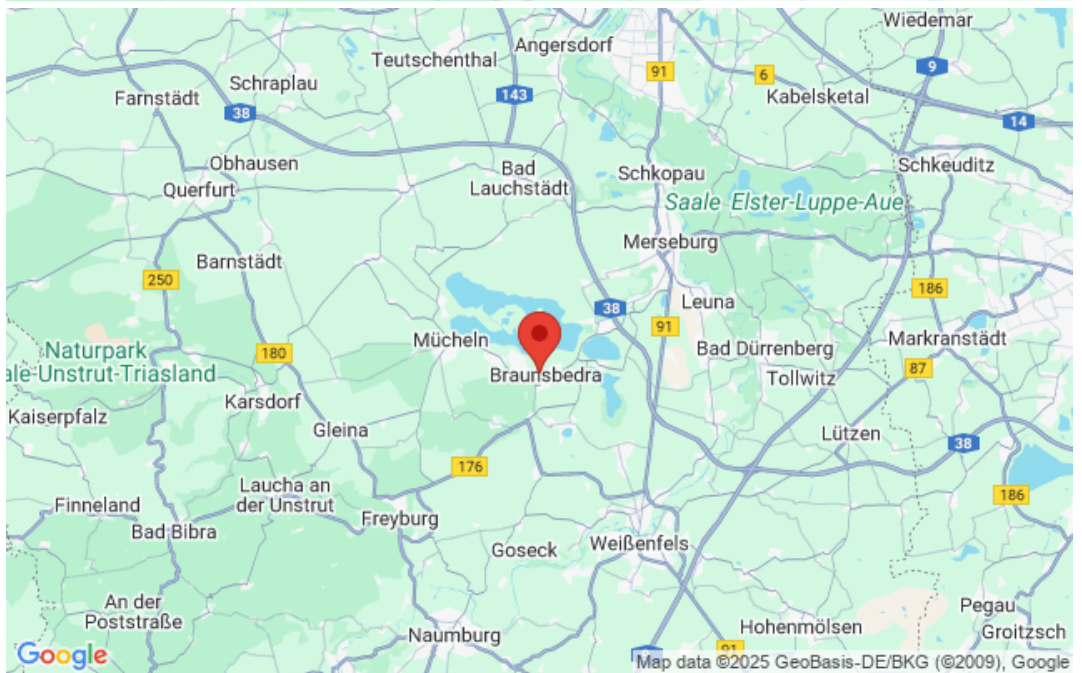 Wiedemar
Angersdorf
Teutschenthal
91
6
9
Schraplau
143
Kabelsketal
Farnstädt
38
14
Obhausen
Bad
Lauchstädt
Schkopau
Schkeuditz
Querfurt
Saale Elster-Luppe-Aue
Merseburg
Barnstädt
250
186
38
Leuna
91
Mücheln
Markranstädt
Naturpark
ale-Unstrut-Triasland
180
Bad Dürrenberg
Braunsbedra
Tollwitz
87
Karsdorf
Kaiserpfalz
Gleina
Lützen
38
176
Laucha an
der Unstrut
186
Finneland
Freyburg
Bad Bibra
Goseck
Weißenfels
An der
Poststraße
Pegau
Naumburg
Hohenmölsen
Groitzsch
91
Google
Map data ©2025 GeoBasis-DE/BKG (©2009), Google